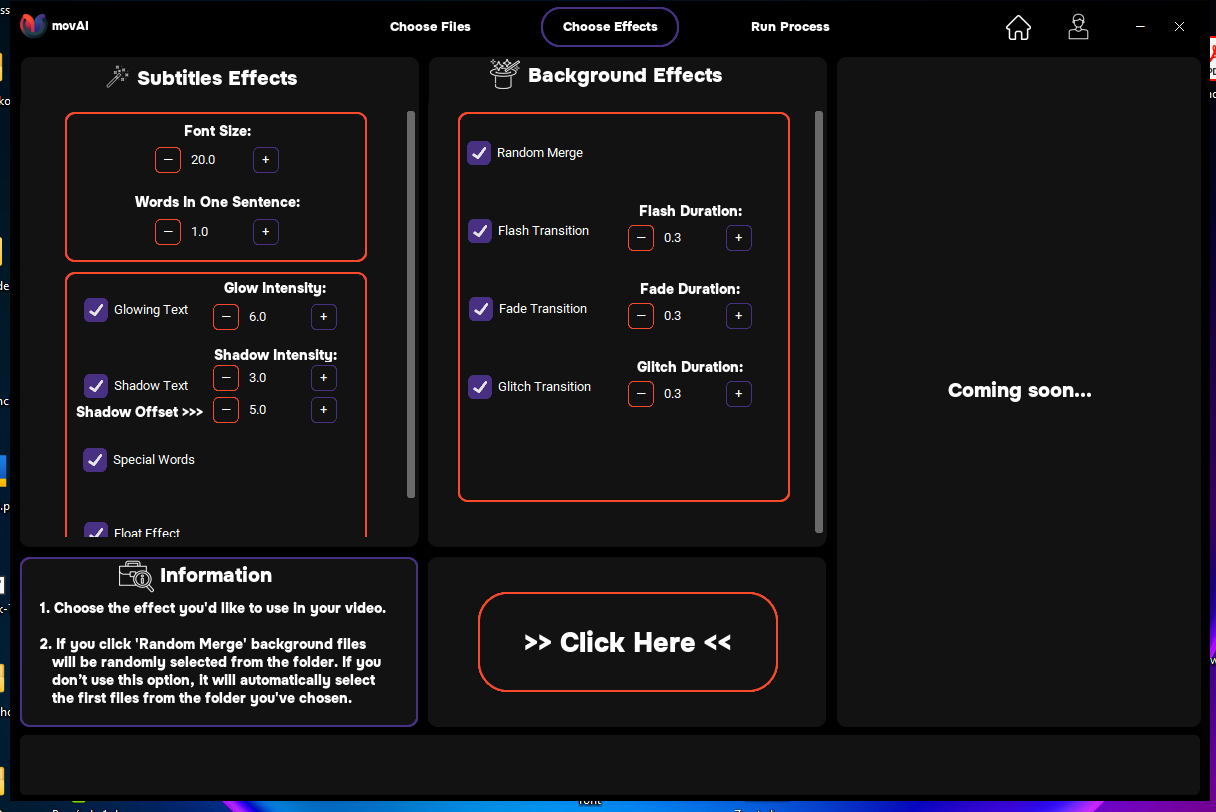 movAI
Choose Files
Choose Effects
Run Process
Subtitles Effects
Font Size:
20.0
Words In One Sentence:
1.0
Glowing Text
Glow Intensity:
6.0
Shadow Intensity:
Shadow Text
3.0
Shadow Offset >>>
5.0
Special Words
Float Effect
Background Effects
Random Merge
Flash Transition
Flash Duration:
0.3
Fade Transition
Fade Duration:
0.3
Glitch Transition
Glitch Duration:
0.3
Coming soon...
Information
1. Choose the effect you'd like to use in your video.
2. If you click 'Random Merge' background files
will be randomly selected from the folder. If you
don't use this option, it will automatically select
the first files from the folder you've chosen.
>> Click Here <<